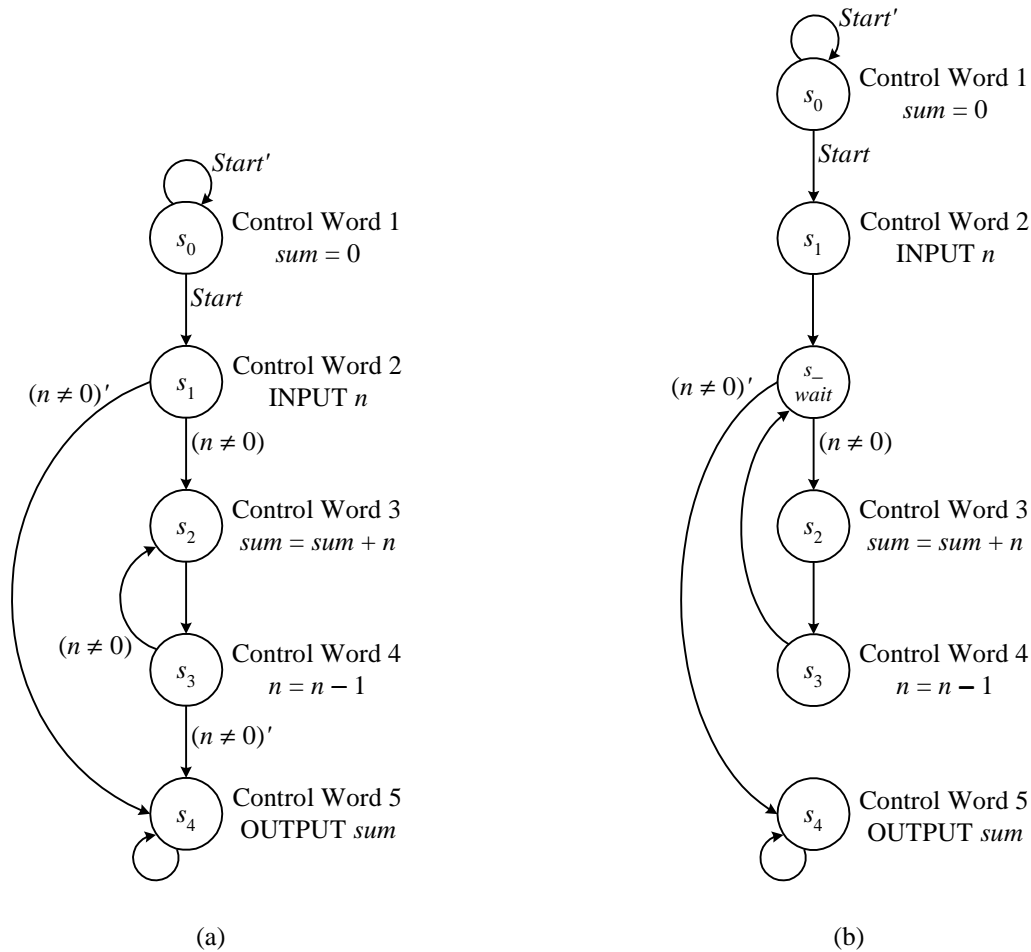 Start'
s0
Control Word 1
sum = 0
Start
s1
Control Word 2
INPUT n
(n ≠ 0)'
(n ≠ 0)
s2
Control Word 3
sum = sum + n
(n ≠ 0)
s3
Control Word 4
n = n − 1
(n ≠ 0)'
s4
Control Word 5
OUTPUT sum
(a)
Start'
s0
Control Word 1
sum = 0
Start
s1
Control Word 2
INPUT n
s_
wait
(n ≠ 0)'
(n ≠ 0)
s2
Control Word 3
sum = sum + n
s3
Control Word 4
n = n − 1
s4
Control Word 5
OUTPUT sum
(b)